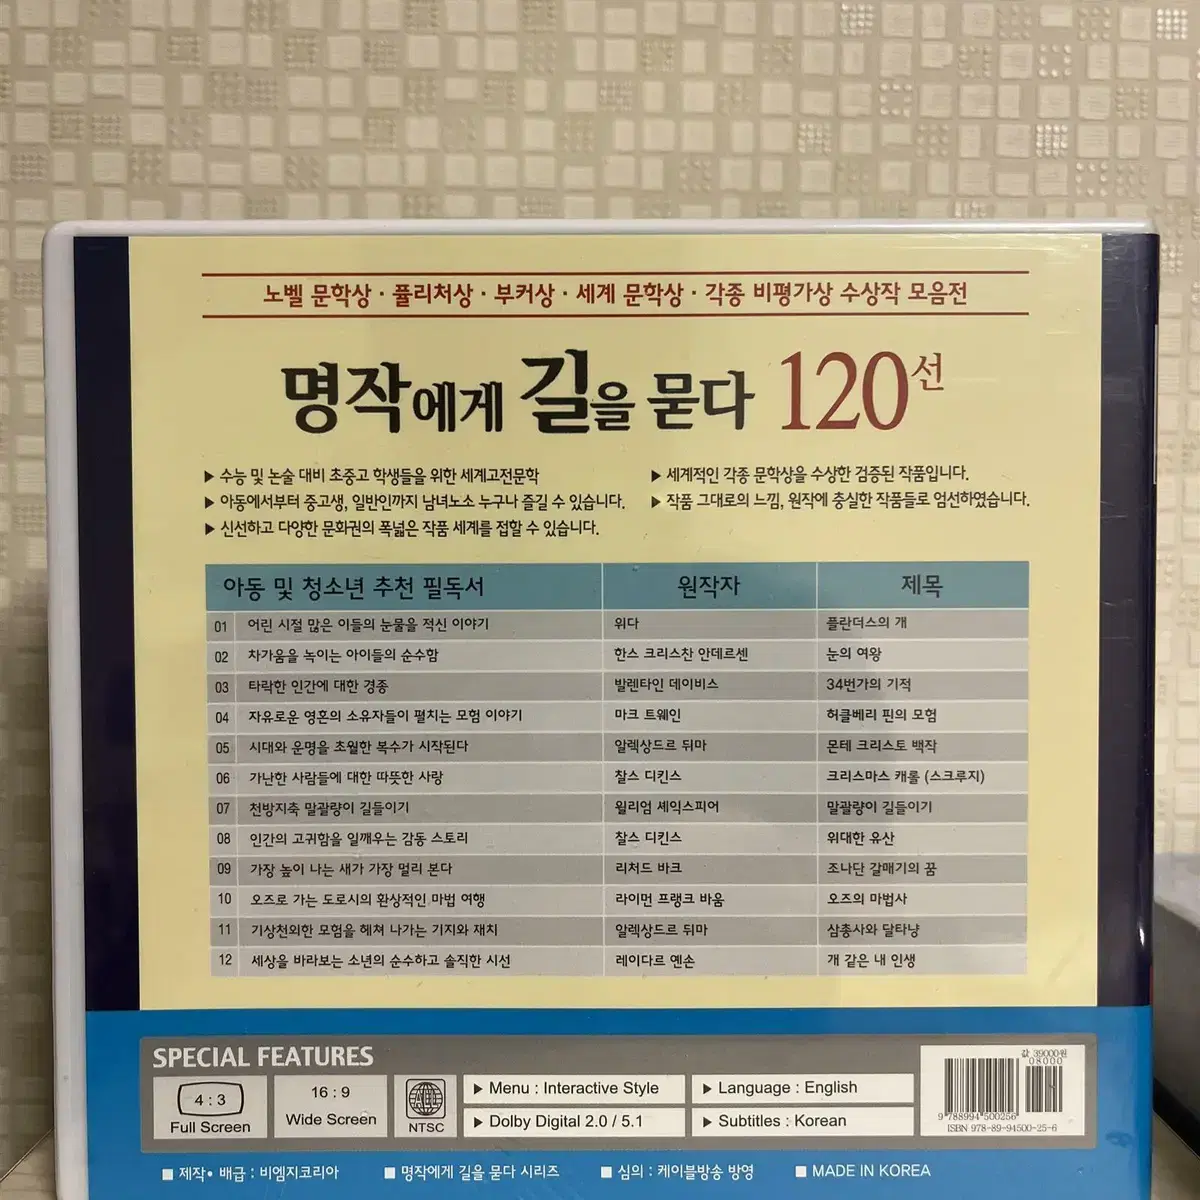 노벨 문학상 · 퓰리처상 · 부커상 · 세계 문학상 · 각종 비평가상 수상작 모음전
명작에게 길을 묻다 120선
▶ 수능 및 논술 대비 초중고 학생들을 위한 세계고전문학
▶ 아동에서부터 중고생, 일반인까지 남녀노소 누구나 즐길 수 있습니다.
▶ 신선하고 다양한 문화권의 폭넓은 작품 세계를 접할 수 있습니다.
▶ 세계적인 각종 문학상을 수상한 검증된 작품입니다.
▶ 작품 그대로의 느낌, 원작에 충실한 작품들로 엄선하였습니다.
아동 및 청소년 추천 필독서 원작자 제목
01 어린 시절 많은 이들의 눈물을 적신 이야기 위다 플란더스의 개
02 차가움을 녹이는 아이들의 순수함 한스 크리스찬 안데르센 눈의 여왕
03 타락한 인간에 대한 경종 발렌타인 데이비스 34번가의 기적
04 자유로운 영혼의 소유자들이 펼치는 모험 이야기 마크 트웨인 허클베리 핀의 모험
05 시대와 운명을 초월한 복수가 시작된다 알렉상드르 뒤마 몬테 크리스토 백작
06 가난한 사람들에 대한 따뜻한 사랑 찰스 디킨스 크리스마스 캐롤 (스크루지)
07 천방지축 말괄량이 길들이기 윌리엄 셰익스피어 말괄량이 길들이기
08 인간의 고귀함을 일깨우는 감동 스토리 찰스 디킨스 위대한 유산
09 가장 높이 나는 새가 가장 멀리 본다 리처드 바크 조나단 갈매기의 꿈
10 오즈로 가는 도로시의 환상적인 마법 여행 라이먼 프랭크 바움 오즈의 마법사
11 기상천외한 모험을 헤쳐 나가는 기지와 재치 알렉상드르 뒤마 삼총사와 달타냥
12 세상을 바라보는 소년의 순수하고 솔직한 시선 레이다르 옌손 개 같은 내 인생
SPECIAL FEATURES
4 : 3
Full Screen
16 : 9
Wide Screen
NTSC
▶ Menu : Interactive Style
▶ Dolby Digital 2.0 / 5.1
▶ Language : English
▶ Subtitles : Korean
값 39000원
08000
9 788994 500256
ISBN 978-89-94500-25-6
■ 제작• 배급 : 비엠지코리아 ■ 명작에게 길을 묻다 시리즈 ■ 심의 : 케이블방송 방영 ■ MADE IN KOREA